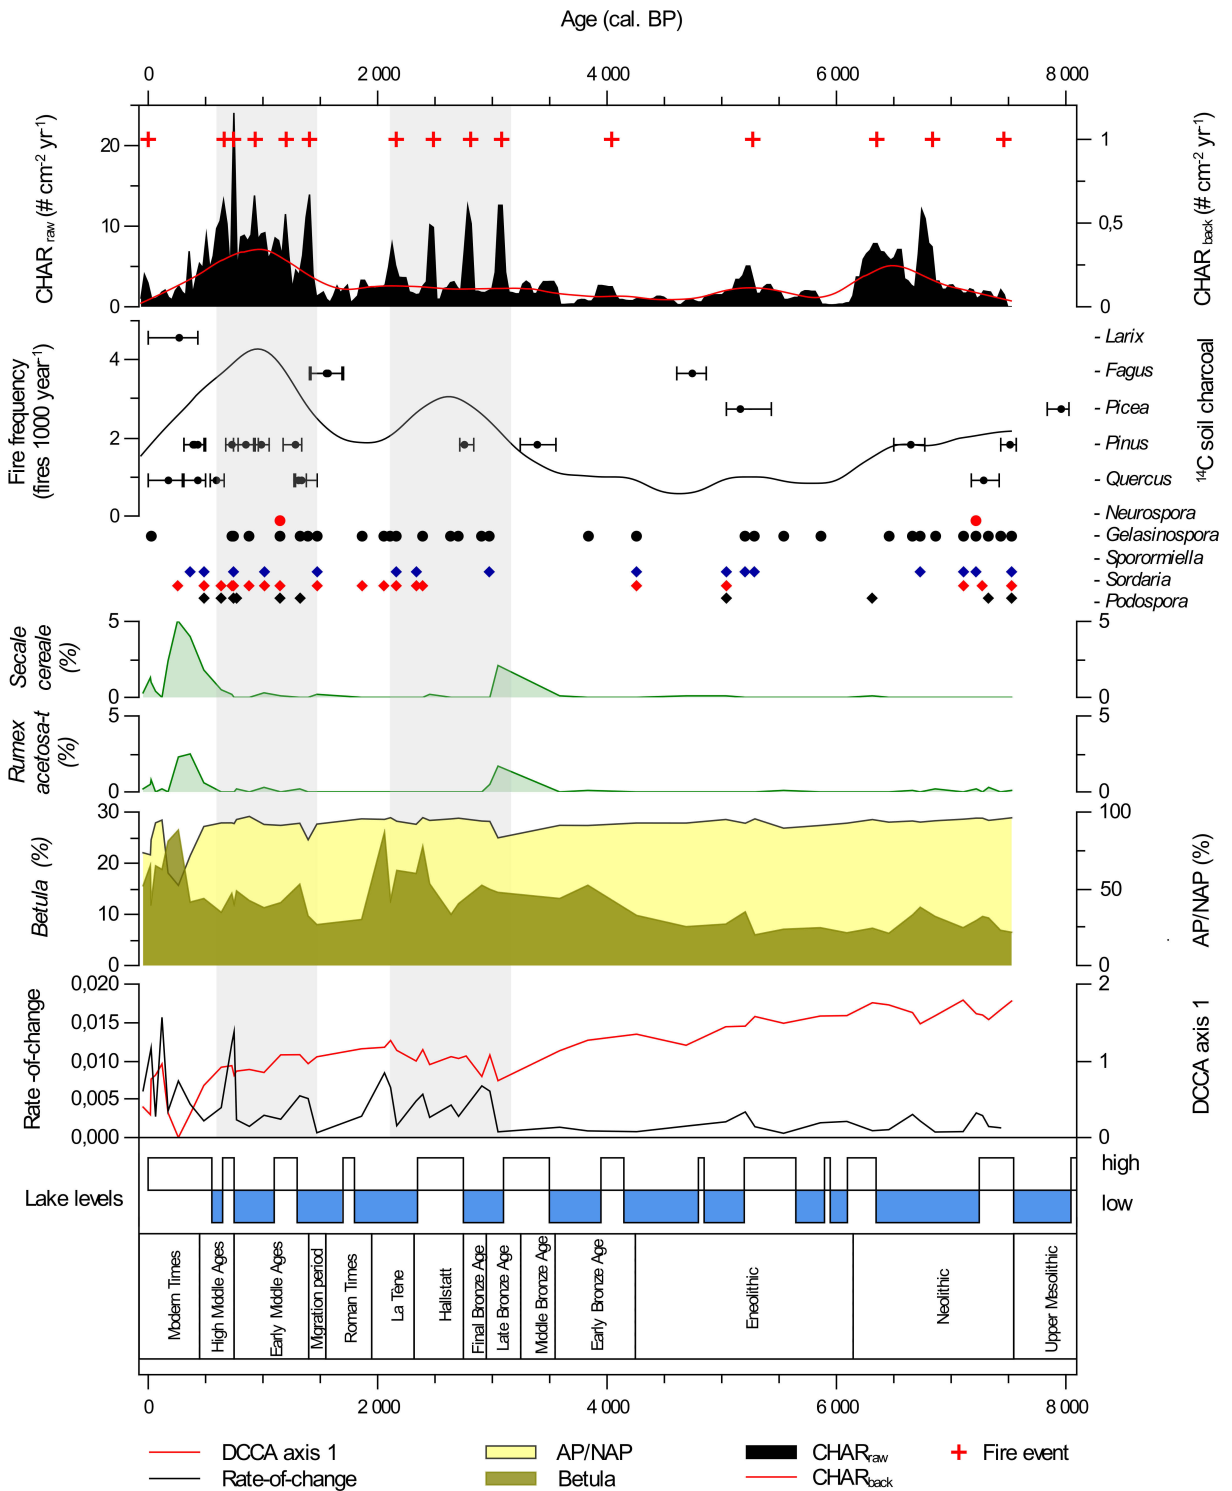 Age (cal. BP)
0 2 000 4 000 6 000 8 000
CHAR raw (# cm-2 yr-1)
20
10
0
1
0,5
0
CHAR back (# cm-2 yr-1)
Fire frequency
(fires 1000 year-1)
4
2
0
- Larix
- Fagus
- Picea
- Pinus
- Quercus
- Neurospora
- Gelasinospora
- Sporormiella
- Sordaria
- Podospora
14C soil charcoal
Secale
cereale
(%)
5
0
5
0
Rumex
acetosa-t
(%)
5
0
5
0
Betula (%)
30
20
10
0
100
50
0
AP/NAP (%)
Rate -of-change
0,020
0,015
0,010
0,005
0,000
2
1
0
DCCA axis 1
Lake levels
high
low
Modern Times
High Middle Ages
Early Middle Ages
Migration period
Roman Times
La Tène
Hallstatt
Final Bronze Age
Late Bronze Age
Middle Bronze Age
Early Bronze Age
Eneolithic
Neolithic
Upper Mesolithic
0 2 000 4 000 6 000 8 000
DCCA axis 1 AP/NAP CHARraw Fire event
Rate-of-change Betula CHARback